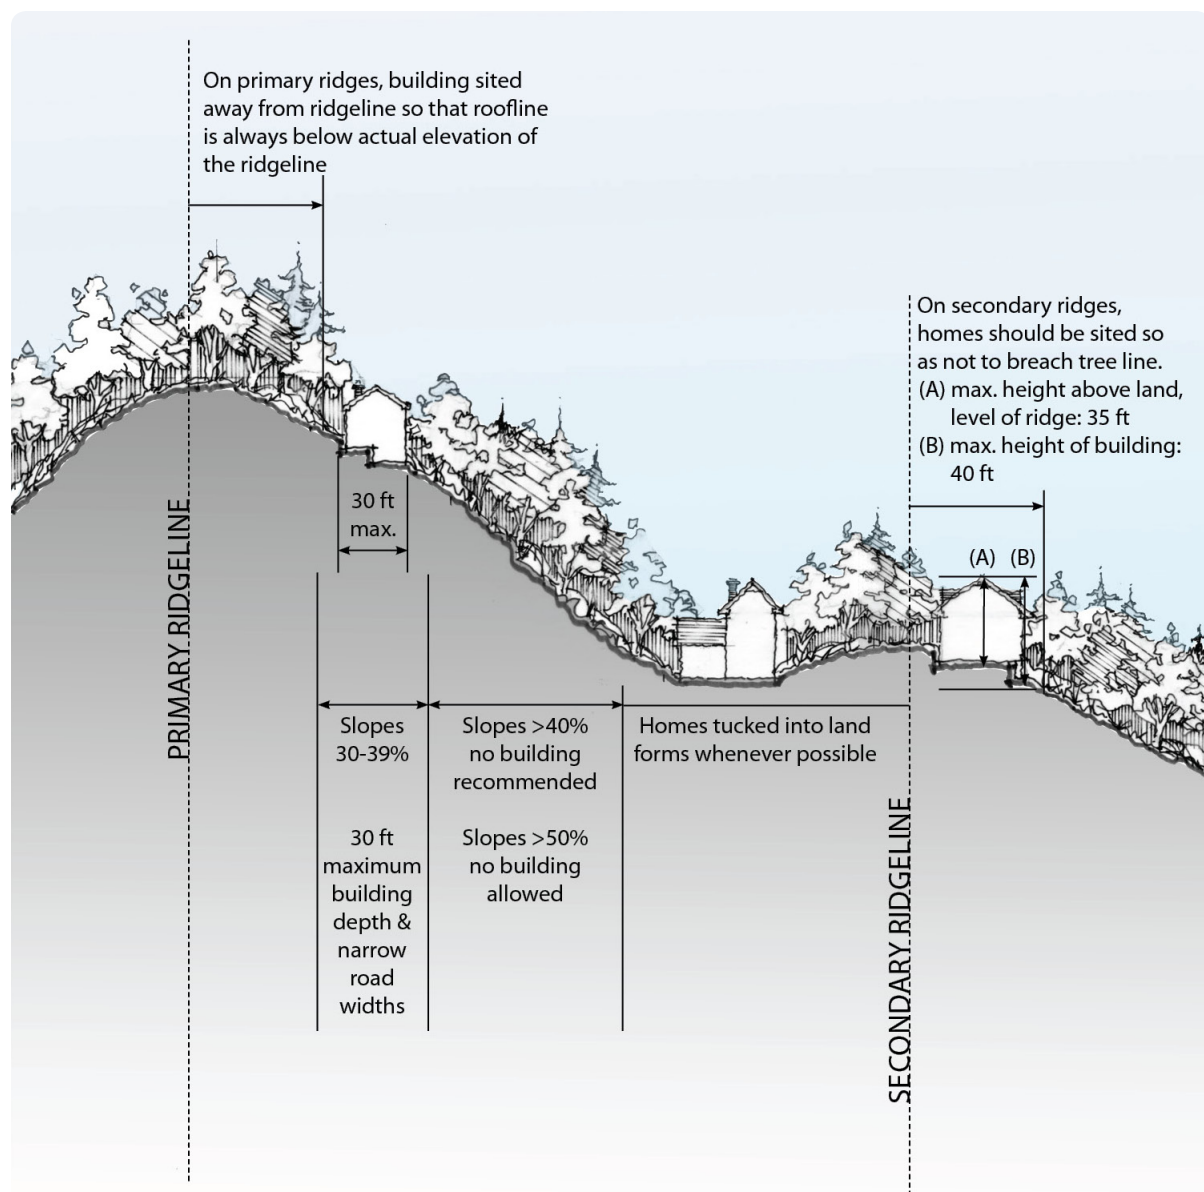 On primary ridges, building sited
away from ridgeline so that roofline
is always below actual elevation of
the ridgeline
On secondary ridges,
homes should be sited so
as not to breach tree line.
(A) max. height above land,
level of ridge: 35 ft
(B) max. height of building:
40 ft
30 ft
max.
(A) (B)
PRIMARY RIDGELINE
Slopes
30-39%
Slopes >40%
no building
recommended
Homes tucked into land
forms whenever possible
30 ft
maximum
building
depth &
narrow
road
widths
Slopes >50%
no building
allowed
SECONDARY RIDGELINE